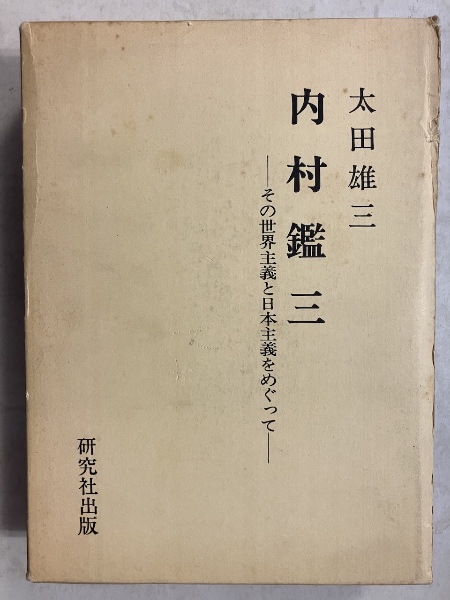 太田雄三
内村鑑三
──その世界主義と日本主義をめぐって──
研究社出版